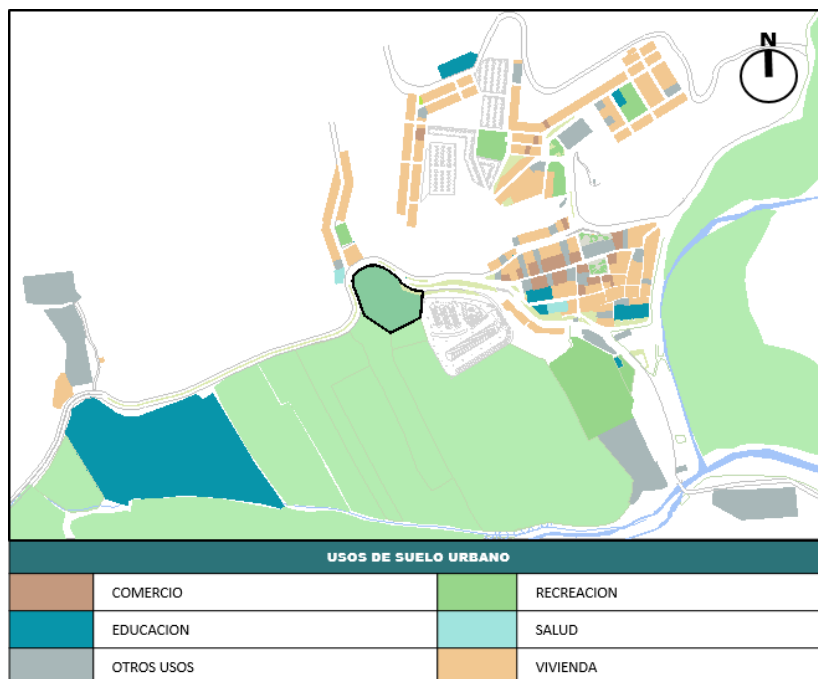 N
USOS DE SUELO URBANO
COMERCIO
RECREACION
EDUCACION
SALUD
OTROS USOS
VIVIENDA